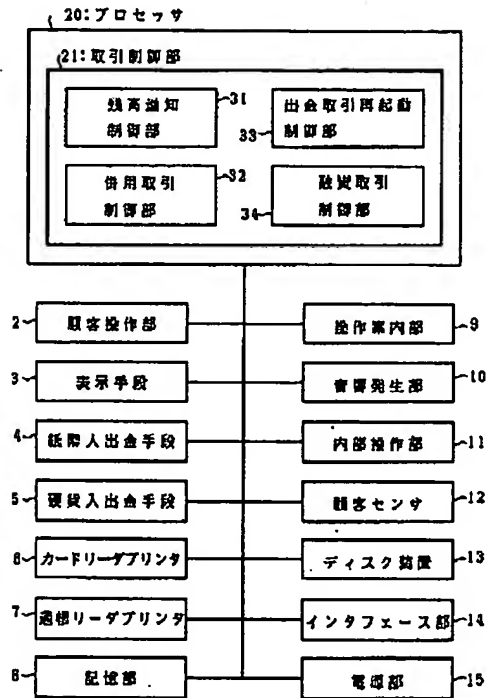 20:プロセッサ
21:取引制御部
残高通知
制御部
31
出金取引再起動
制御部
33
併用取引
制御部
32
融資取引
制御部
34
2
顧客操作部
操作案内部
9
3
表示手段
音響発生部
10
4
紙幣入出金手段
内部操作部
11
5
硬貨入出金手段
顧客センサ
12
6
カードリーダプリンタ
ディスク装置
13
7
通帳リーダプリンタ
インタフェース部
14
8
記憶部
電源部
15